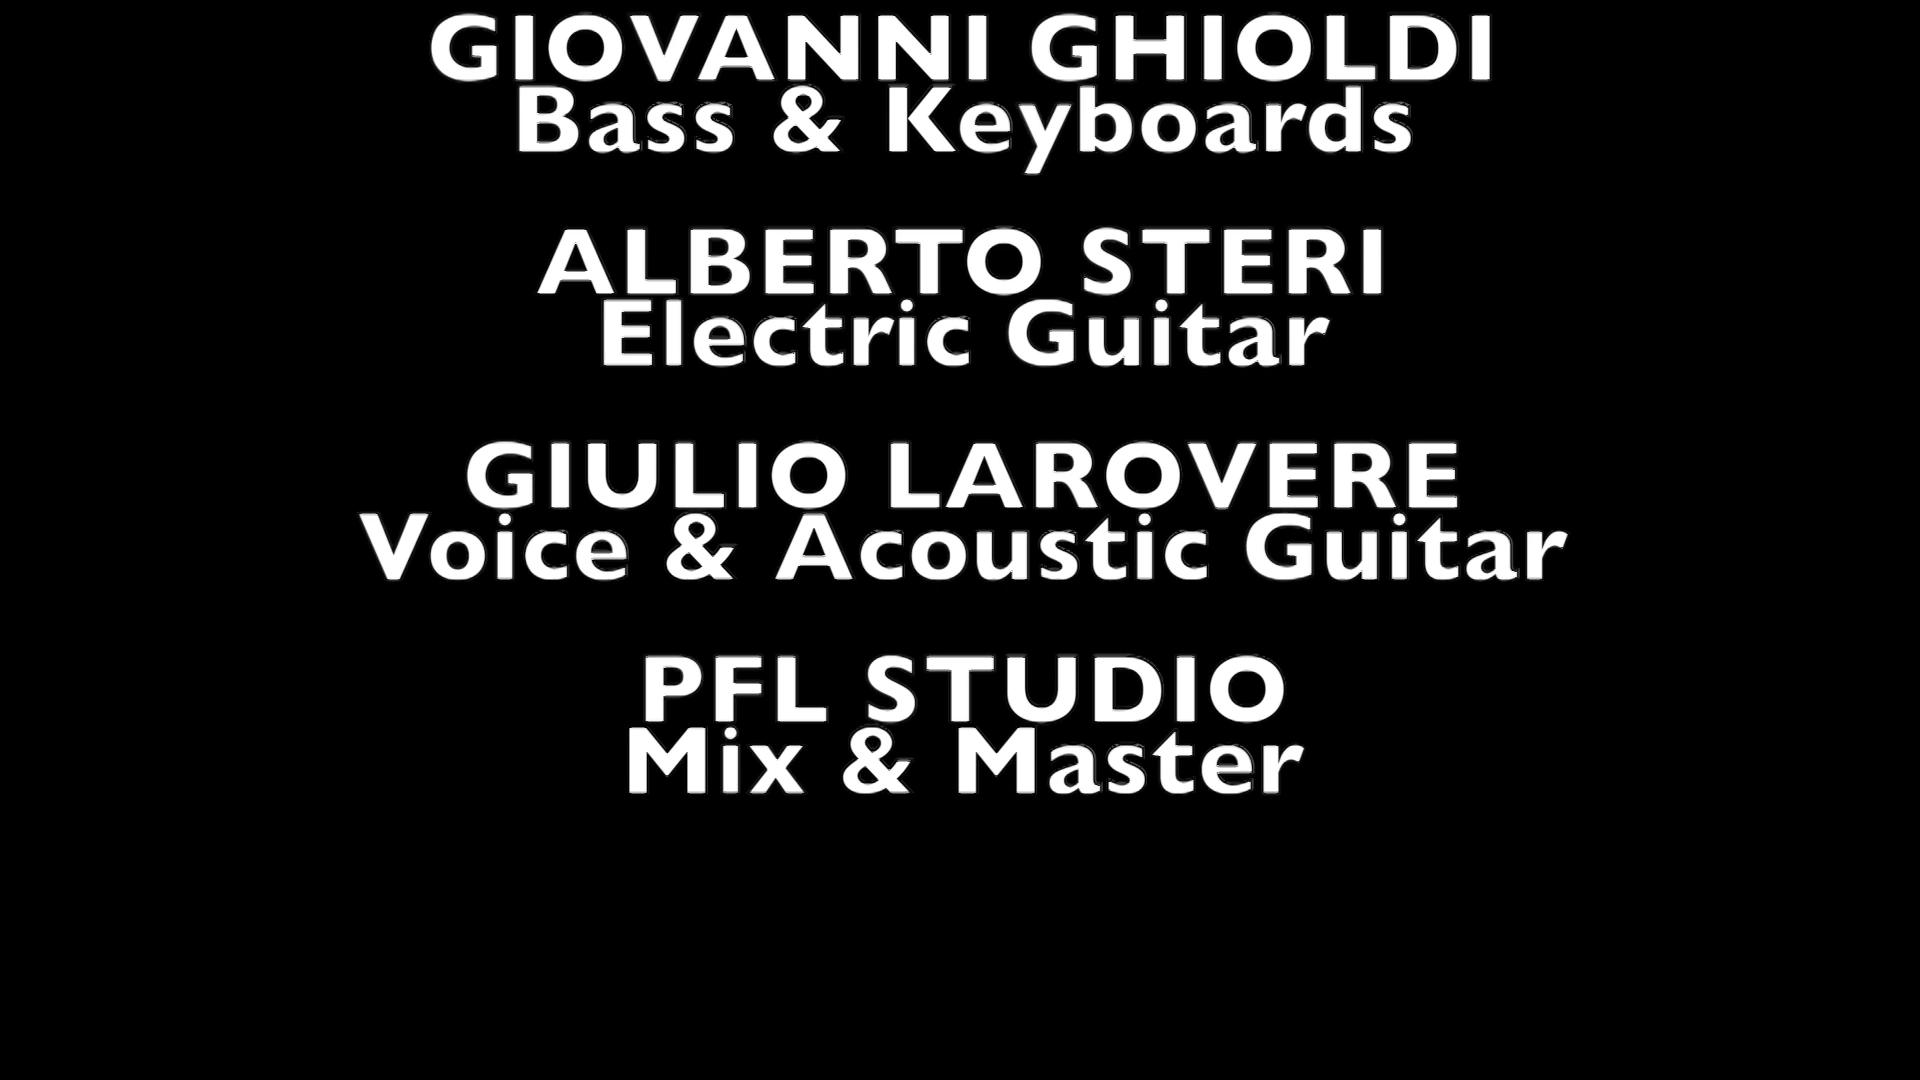 GIOVANNI GHIOLDI
Bass & Keyboards
ALBERTO STERI
Electric Guitar
GIULIO LAROVERE
Voice & Acoustic Guitar
PFL STUDIO
Mix & Master